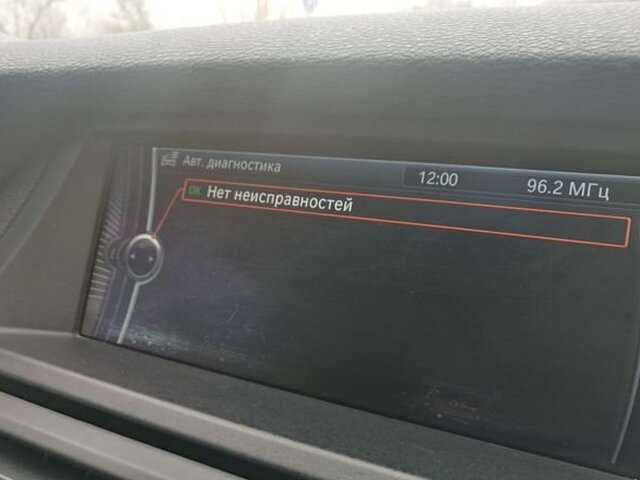 Авт. диагностика
12:00
96.2 МГц
OK Нет неисправностей